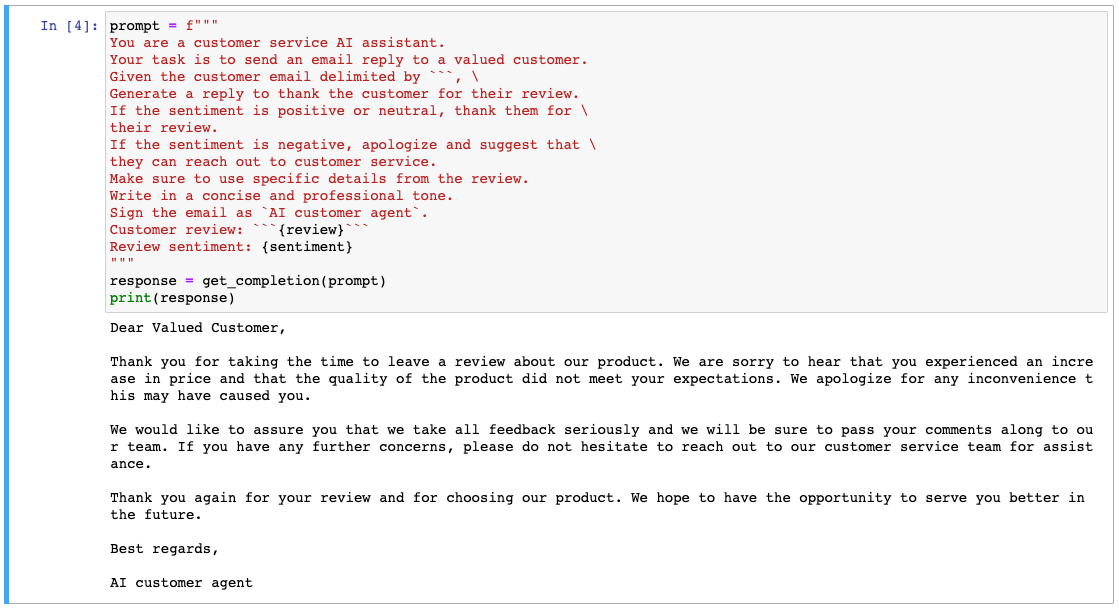 In [4]: prompt = f"""
You are a customer service AI assistant.
Your task is to send an email reply to a valued customer.
Given the customer email delimited by ```, \
Generate a reply to thank the customer for their review.
If the sentiment is positive or neutral, thank them for \
their review.
If the sentiment is negative, apologize and suggest that \
they can reach out to customer service.
Make sure to use specific details from the review.
Write in a concise and professional tone.
Sign the email as `AI customer agent`.
Customer review: ```{review}```
Review sentiment: {sentiment}
"""
response = get_completion(prompt)
print(response)
Dear Valued Customer,
Thank you for taking the time to leave a review about our product. We are sorry to hear that you experienced an incre
ase in price and that the quality of the product did not meet your expectations. We apologize for any inconvenience t
his may have caused you.
We would like to assure you that we take all feedback seriously and we will be sure to pass your comments along to ou
r team. If you have any further concerns, please do not hesitate to reach out to our customer service team for assist
ance.
Thank you again for your review and for choosing our product. We hope to have the opportunity to serve you better in
the future.
Best regards,
AI customer agent